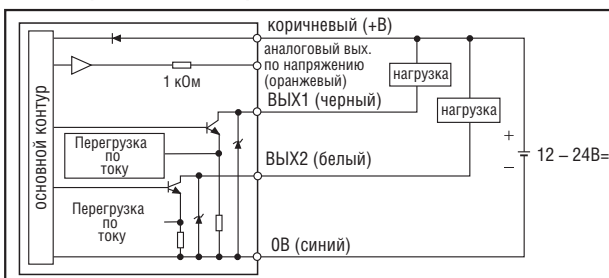 коричневый (+В)
аналоговый вых.
по напряжению
(оранжевый)
1 кОм
ВЫХ1 (черный)
нагрузка
нагрузка
основной контур
Перегрузка
по
току
ВЫХ2 (белый)
+
12 – 24В=
–
Перегрузка
по
току
0В (синий)